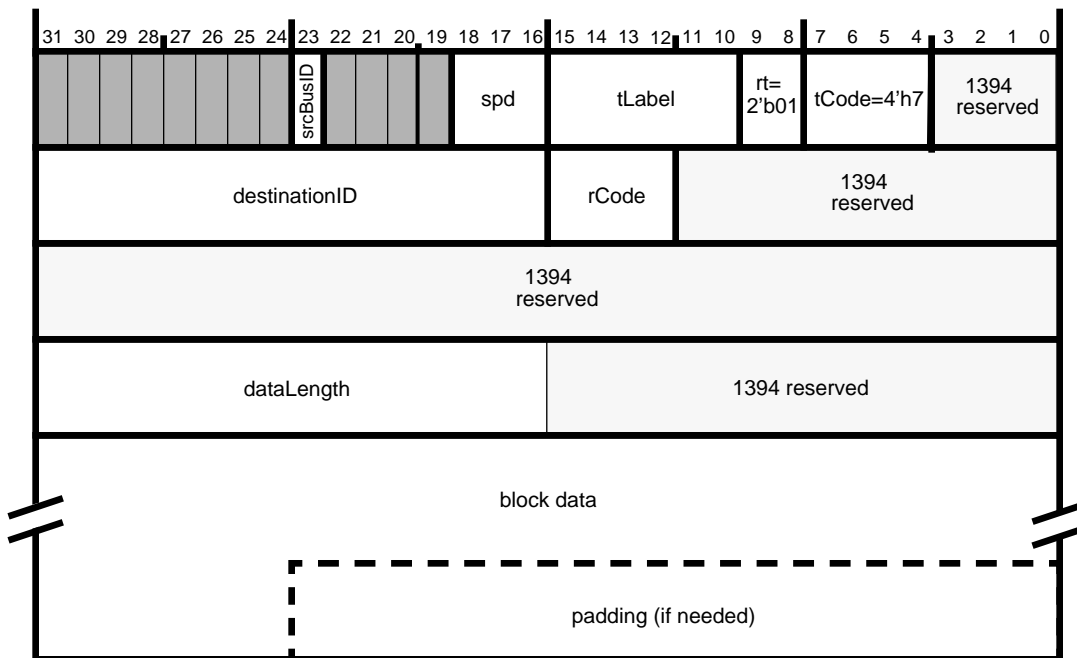 31 30 29 28 27 26 25 24 23 22 21 20 19 18 17 16 15 14 13 12 11 10 9 8 7 6 5 4 3 2 1 0
srcBusID
spd
tLabel
rt=
2’b01
tCode=4’h7
1394
reserved
destinationID
rCode
1394
reserved
1394
reserved
dataLength
1394 reserved
block data
padding (if needed)